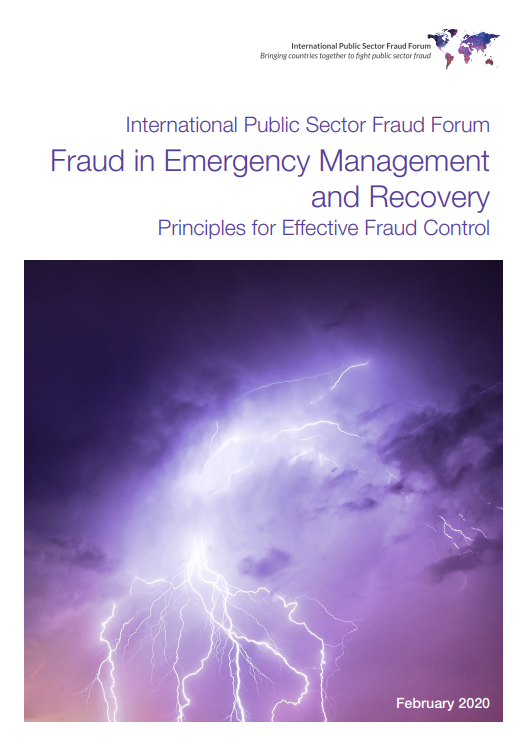 International Public Sector Fraud Forum
Bringing countries together to fight public sector fraud
International Public Sector Fraud Forum
Fraud in Emergency Management
and Recovery
Principles for Effective Fraud Control
February 2020